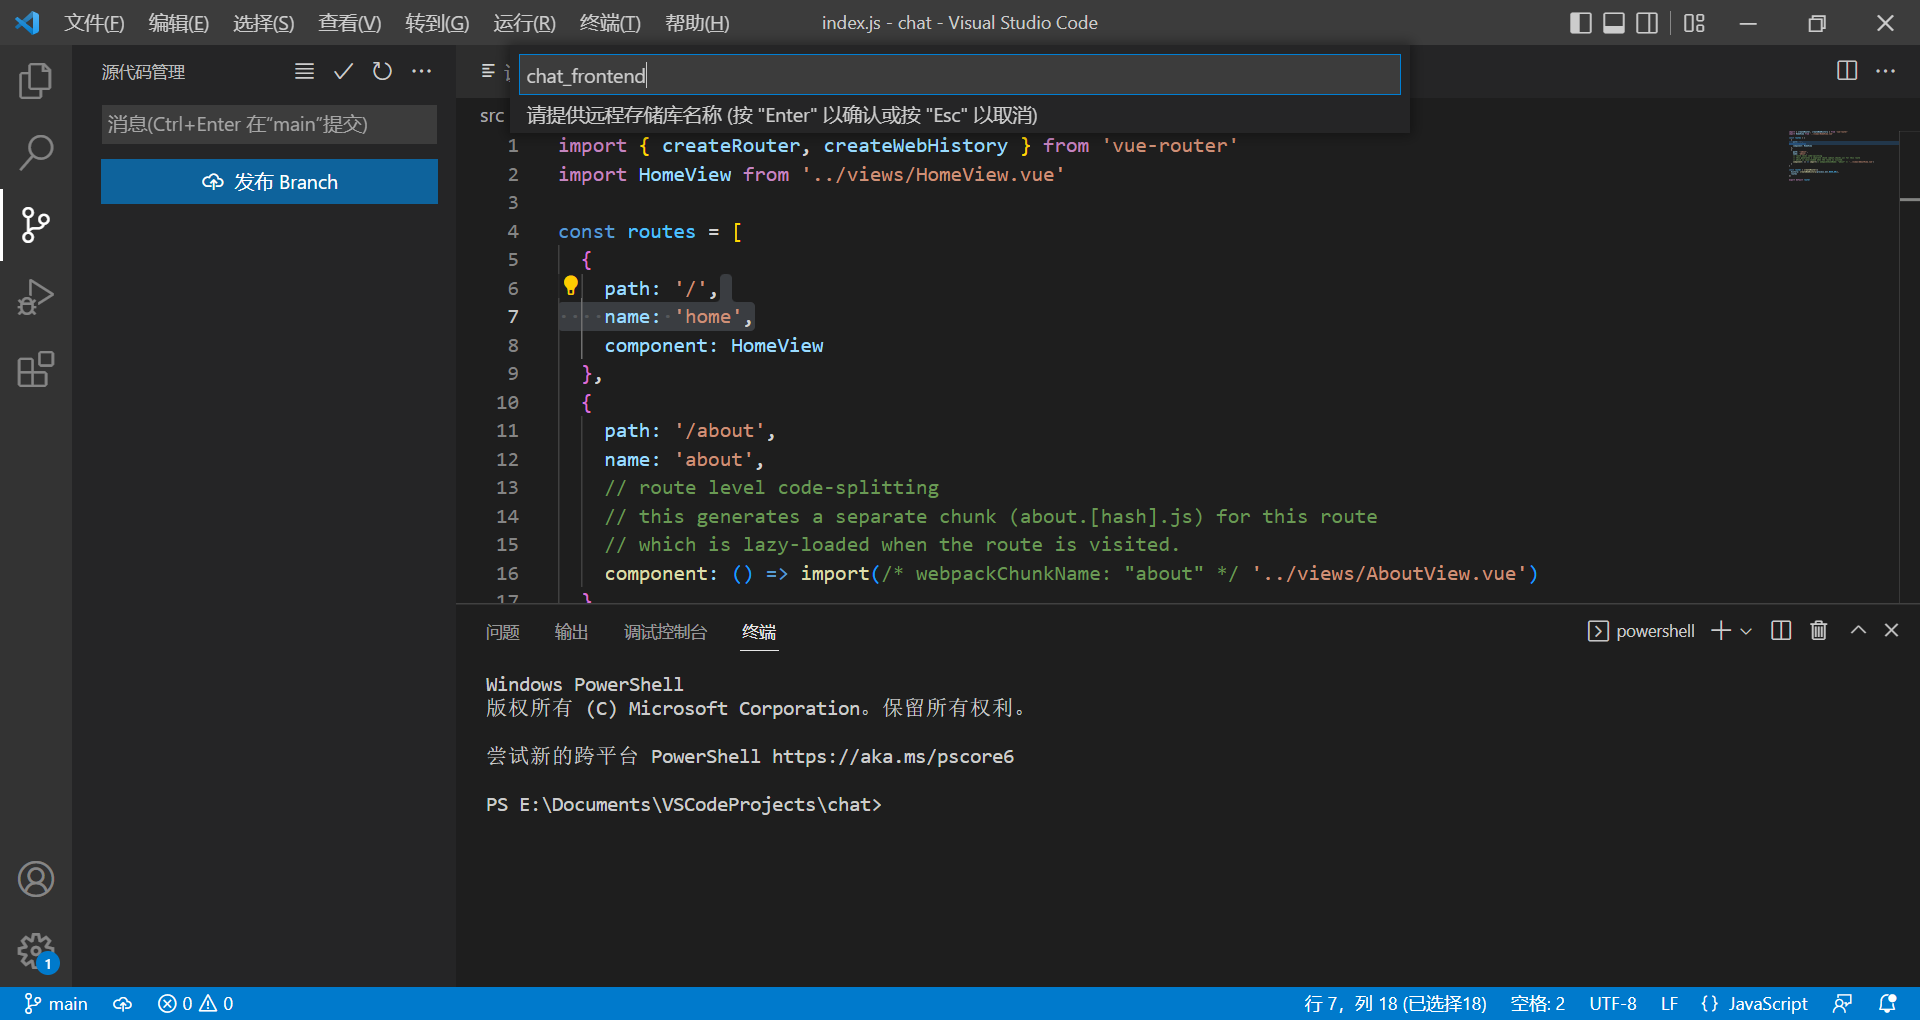 文件(F) 编辑(E) 选择(S) 查看(V) 转到(G) 运行(R) 终端(T) 帮助(H) index.js - chat - Visual Studio Code
源代码管理
chat_frontend
请提供远程存储库名称 (按 "Enter" 以确认或按 "Esc" 以取消)
消息(Ctrl+Enter 在“main”提交)
发布 Branch
src
1 import { createRouter, createWebHistory } from 'vue-router'
2 import HomeView from '../views/HomeView.vue'
3
4 const routes = [
5 {
6 path: '/',
7 name: 'home',
8 component: HomeView
9 },
10 {
11 path: '/about',
12 name: 'about',
13 // route level code-splitting
14 // this generates a separate chunk (about.[hash].js) for this route
15 // which is lazy-loaded when the route is visited.
16 component: () => import(/* webpackChunkName: "about" */ '../views/AboutView.vue')
17 }
问题 输出 调试控制台 终端 powershell
Windows PowerShell
版权所有 (C) Microsoft Corporation。保留所有权利。
尝试新的跨平台 PowerShell https://aka.ms/pscore6
PS E:\Documents\VSCodeProjects\chat>
1
main 0 0 行 7，列 18 (已选择18) 空格: 2 UTF-8 LF {} JavaScript